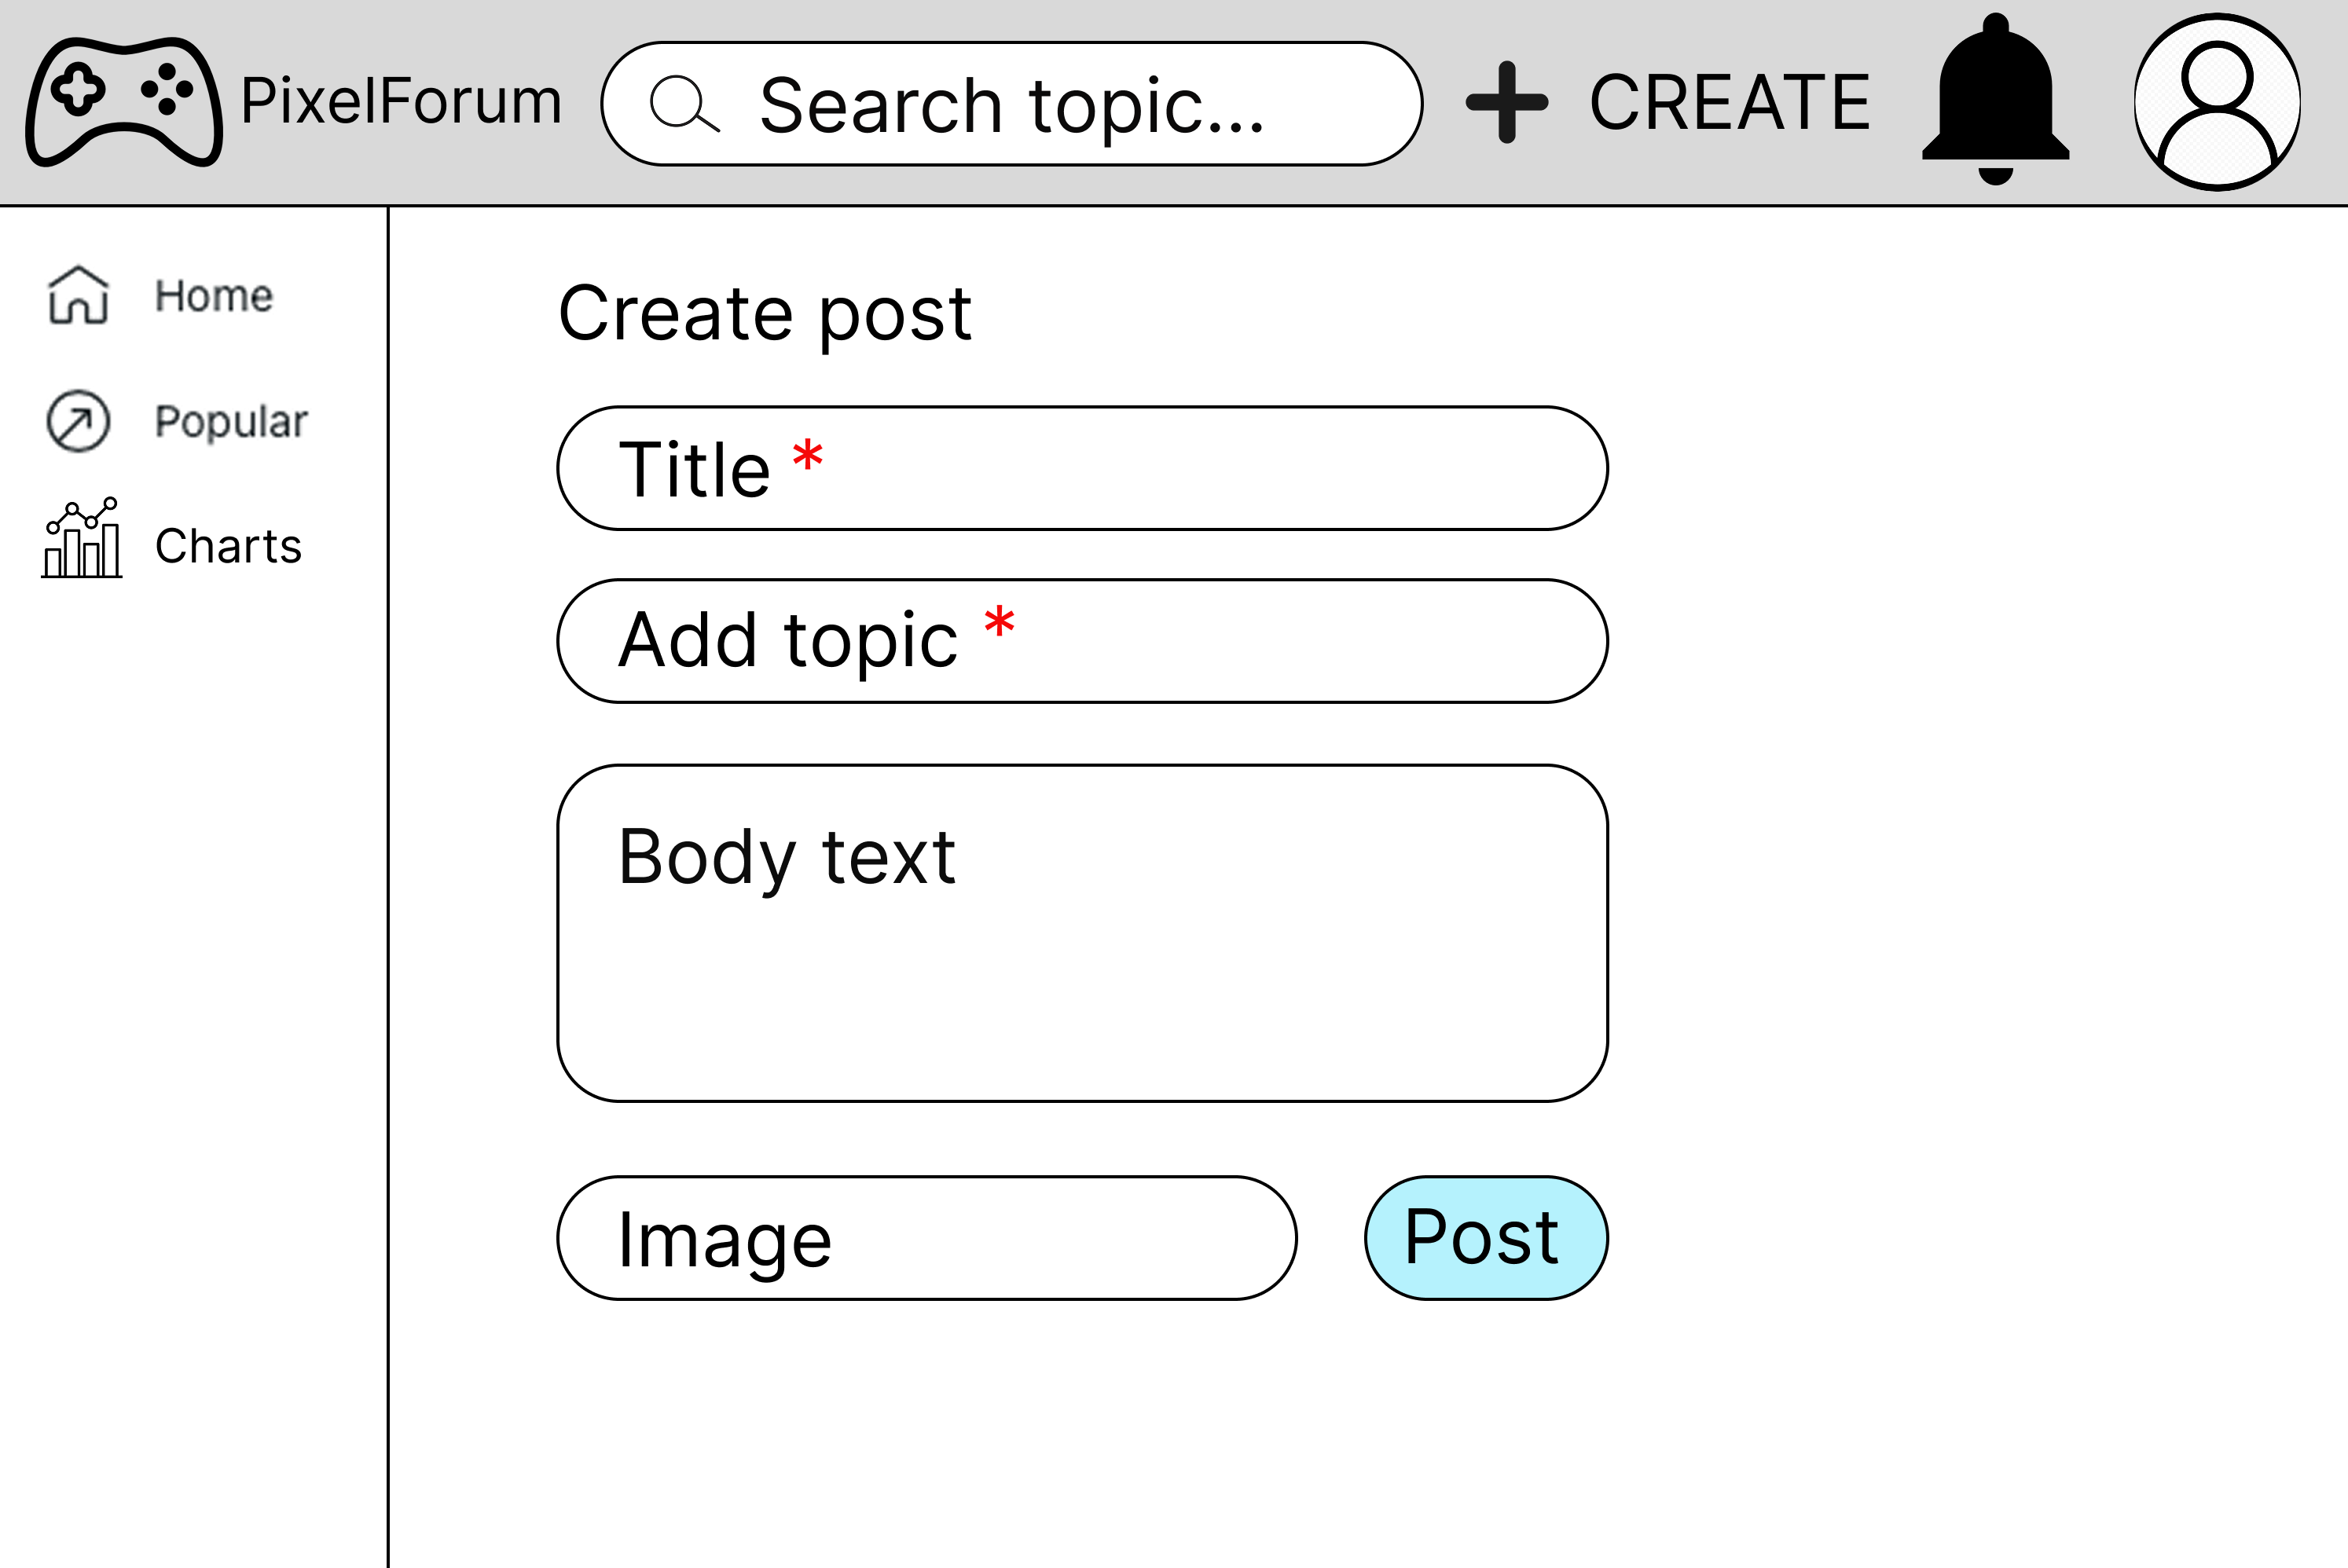 PixelForum
Search topic...
CREATE
Home
Popular
Charts
Create post
Title *
Add topic *
Body text
Image
Post